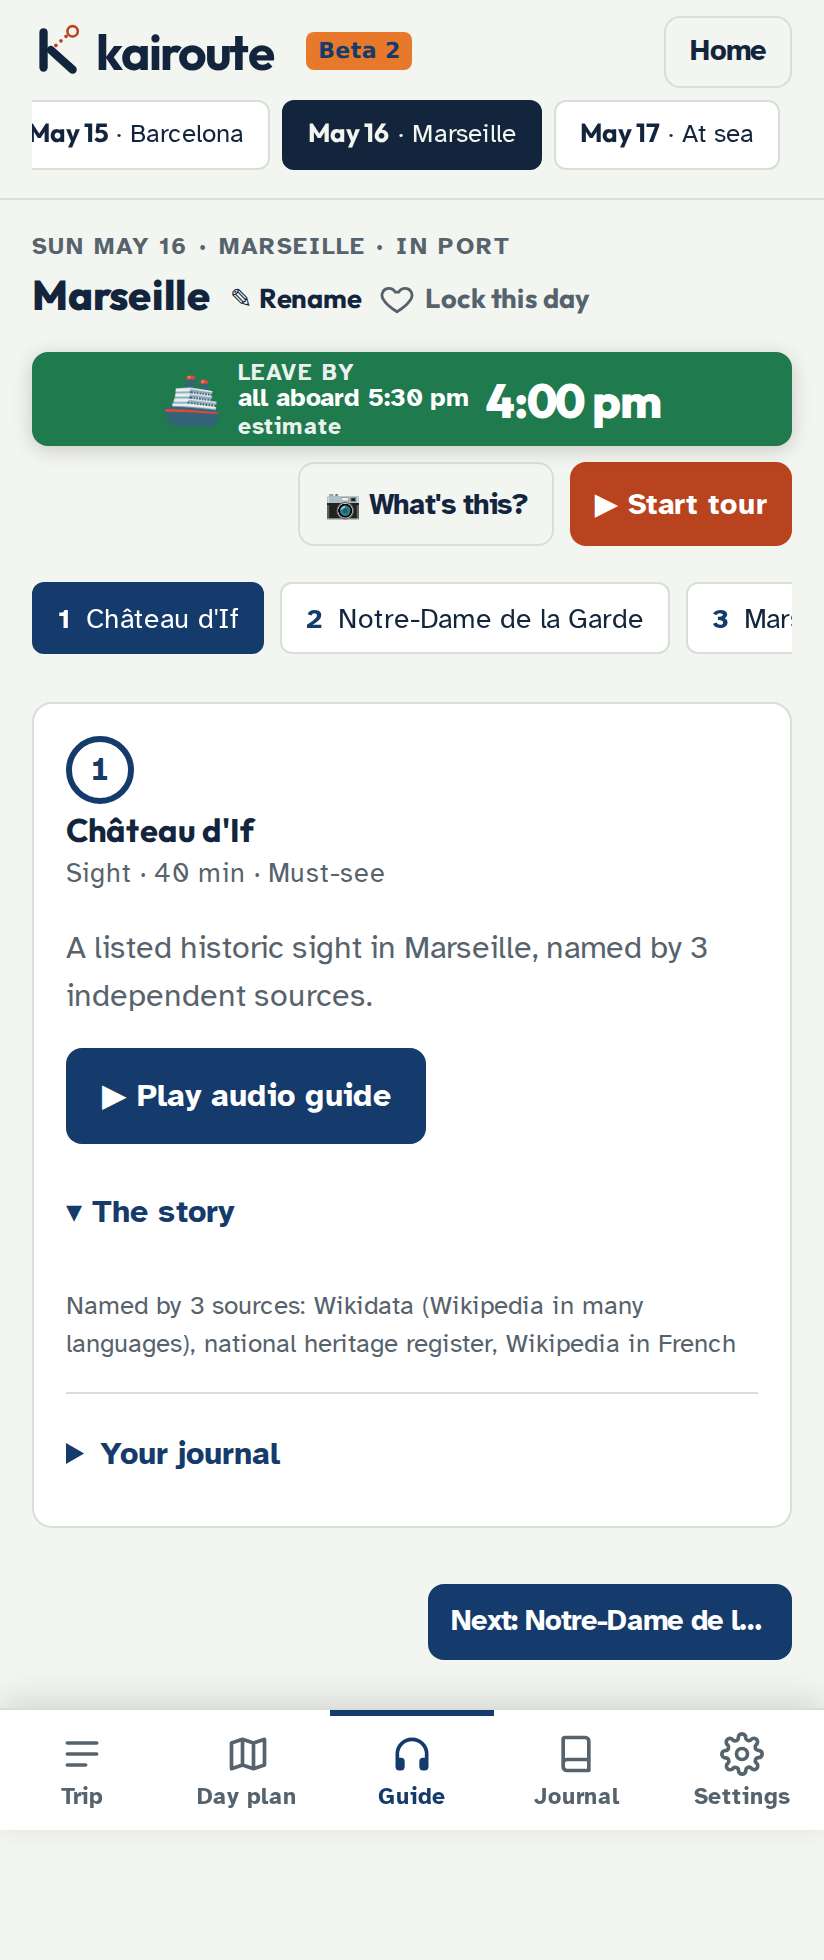 kairoute Beta 2 Home
May 15 · Barcelona May 16 · Marseille May 17 · At sea
SUN MAY 16 · MARSEILLE · IN PORT
Marseille ✎ Rename Lock this day
LEAVE BY
all aboard 5:30 pm 4:00 pm
estimate
What's this? ▶ Start tour
1 Château d'If 2 Notre-Dame de la Garde 3 Mars
1
Château d'If
Sight · 40 min · Must-see
A listed historic sight in Marseille, named by 3
independent sources.
▶ Play audio guide
▾ The story
Named by 3 sources: Wikidata (Wikipedia in many
languages), national heritage register, Wikipedia in French
▶ Your journal
Next: Notre-Dame de l…
Trip Day plan Guide Journal Settings